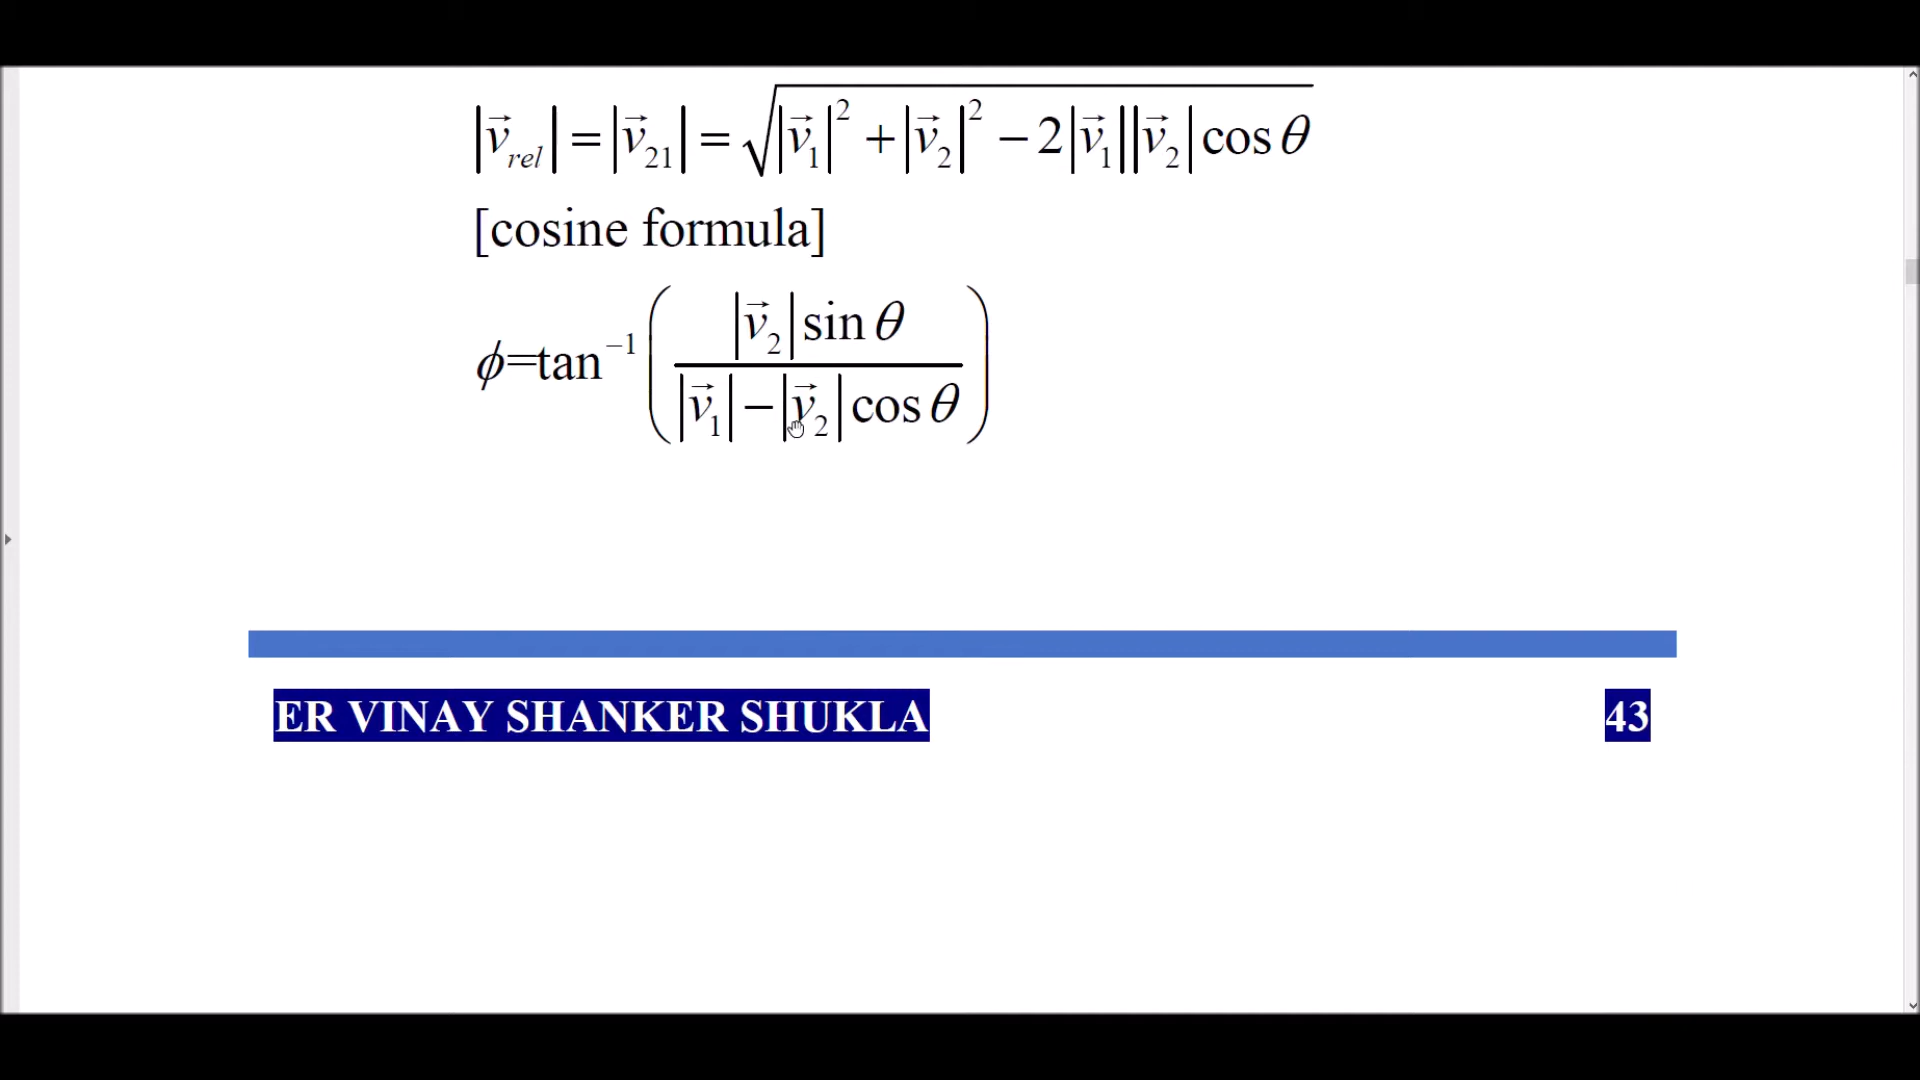 |v⃗_rel| = |v⃗_21| = √(|v⃗_1|² + |v⃗_2|² − 2|v⃗_1||v⃗_2| cos θ)
[cosine formula]
ϕ=tan⁻¹(|v⃗_2| sin θ / (|v⃗_1| − |v⃗_2| cos θ))
ER VINAY SHANKER SHUKLA 43